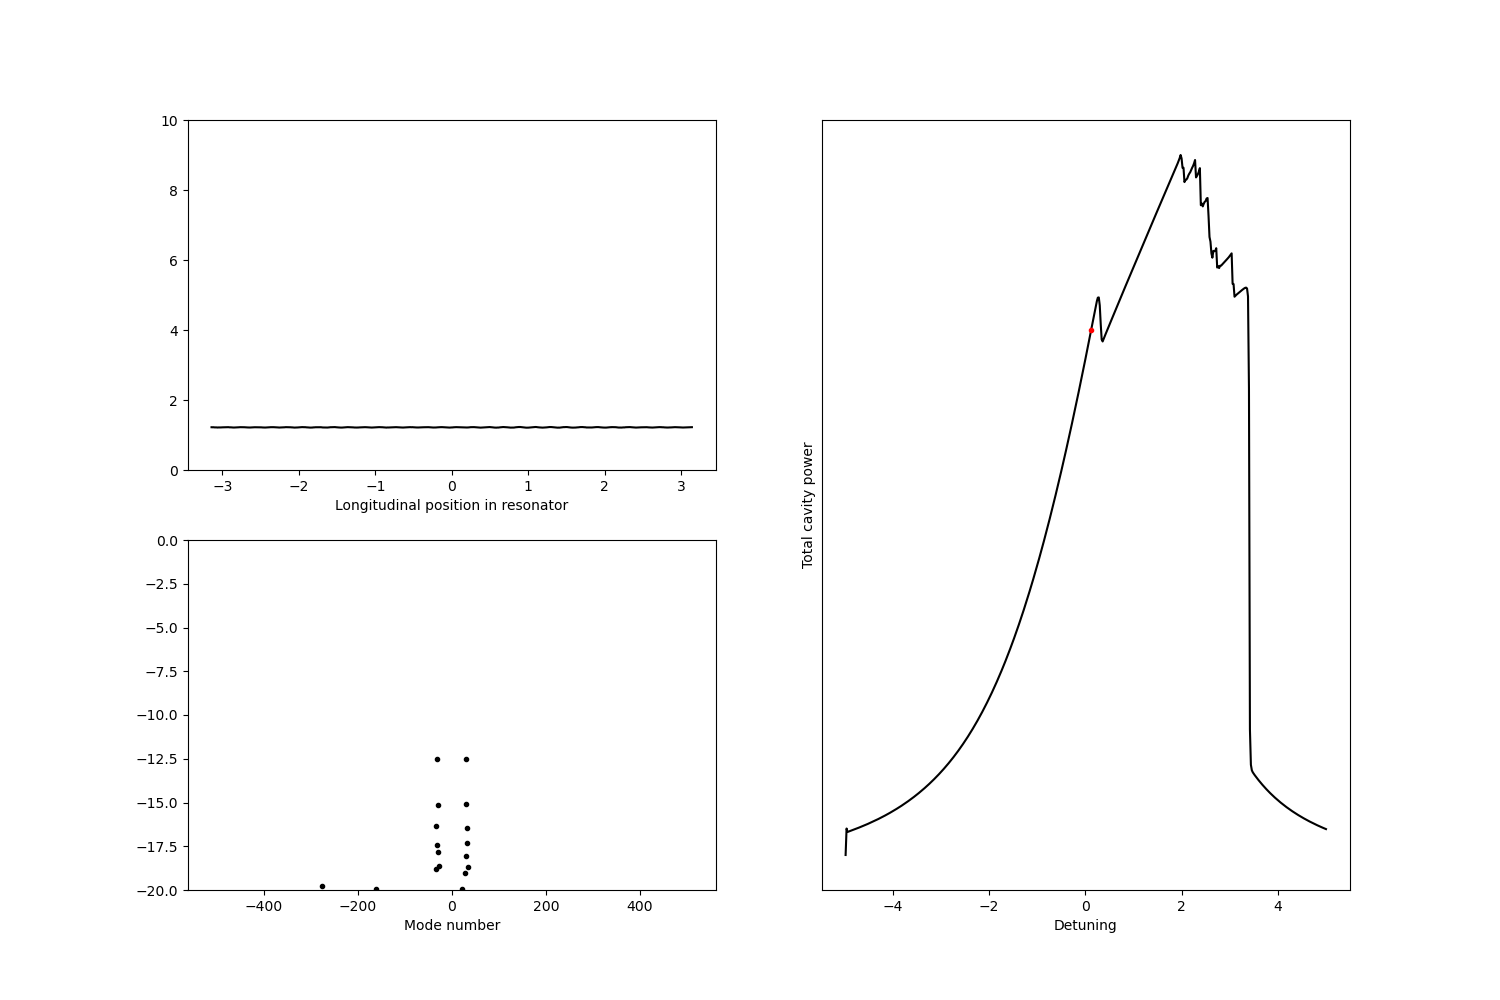 10
8
6
4
2
0
−3 −2 −1 0 1 2 3
Longitudinal position in resonator
0.0
−2.5
−5.0
−7.5
−10.0
−12.5
−15.0
−17.5
−20.0
−400 −200 0 200 400
Mode number
Total cavity power
−4 −2 0 2 4
Detuning